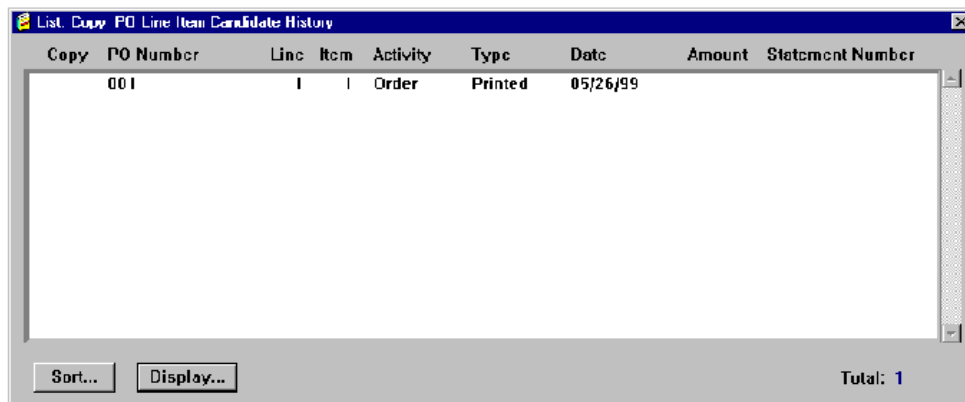 List: Copy PO Line Item Candidate History
Copy PO Number Line Item Activity Type Date Amount Statement Number
001 1 1 Order Printed 05/26/99
Sort... Display... Total: 1